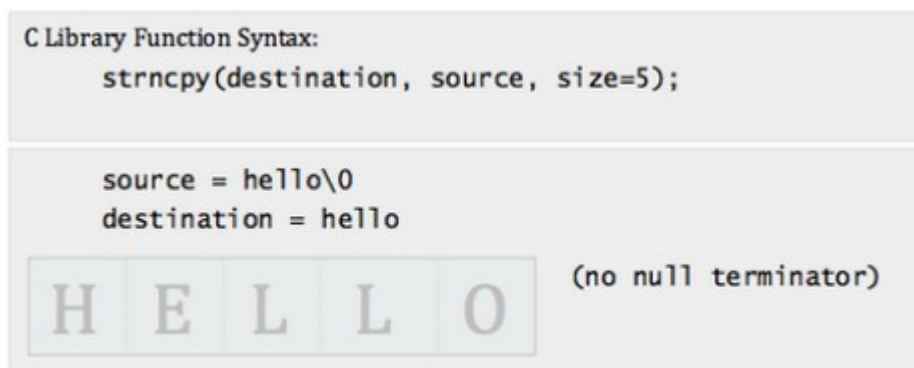 C Library Function Syntax:
strncpy(destination, source, size=5);
source = hello\0
destination = hello
(no null terminator)
H E L L O